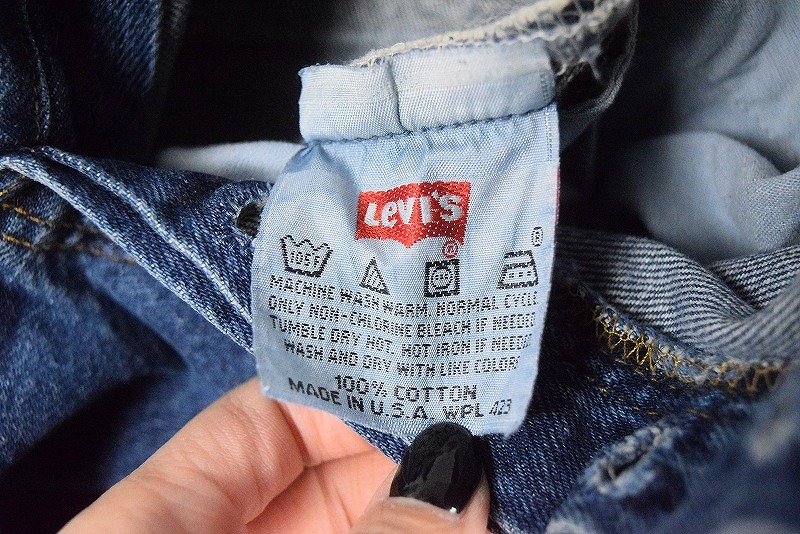 Levi's
®
®
105F
MACHINE WASH WARM, NORMAL CYCLE
ONLY NON-CHLORINE BLEACH IF NEEDED
TUMBLE DRY HOT, HOT IRON IF NEEDED
WASH AND DRY WITH LIKE COLORS
100% COTTON
MADE IN U.S.A. WPL 423